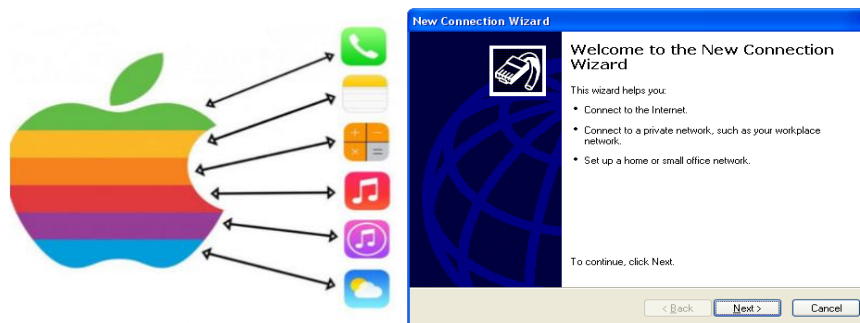 New Connection Wizard
Welcome to the New Connection
Wizard
This wizard helps you:
• Connect to the Internet.
• Connect to a private network, such as your workplace
network.
• Set up a home or small office network.
To continue, click Next.
< Back Next > Cancel